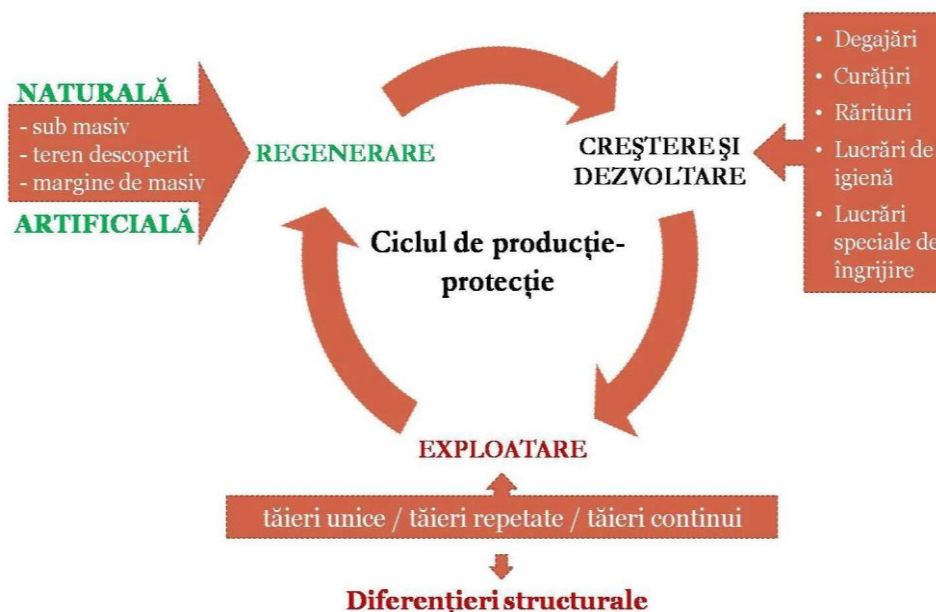 NATURALĂ
- sub masiv
- teren descoperit
- margine de masiv
ARTIFICIALĂ
REGENERARE
CREŞTERE ŞI
DEZVOLTARE
• Degajări
• Curățiri
• Rărituri
• Lucrări de
igienă
• Lucrări
speciale de
îngrijire
Ciclul de producție-
protecție
EXPLOATARE
tăieri unice / tăieri repetate / tăieri continui
Diferențieri structurale